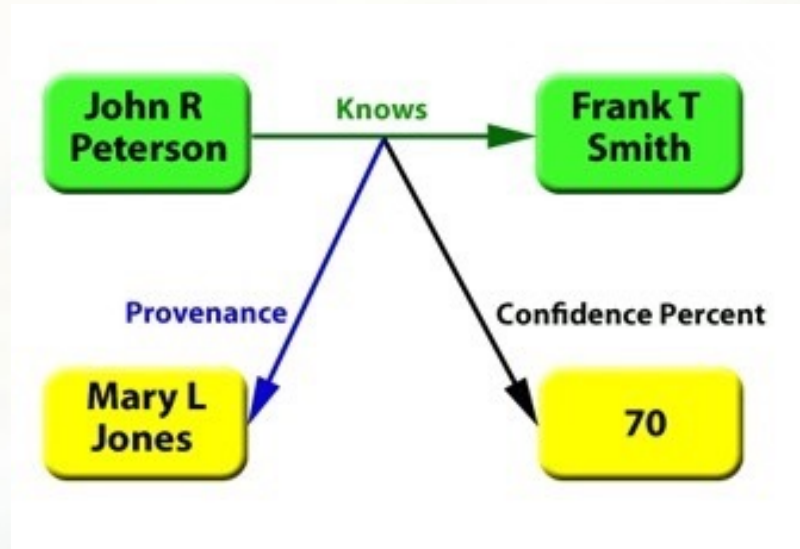 John R
Peterson
Knows
Frank T
Smith
Provenance
Confidence Percent
Mary L
Jones
70